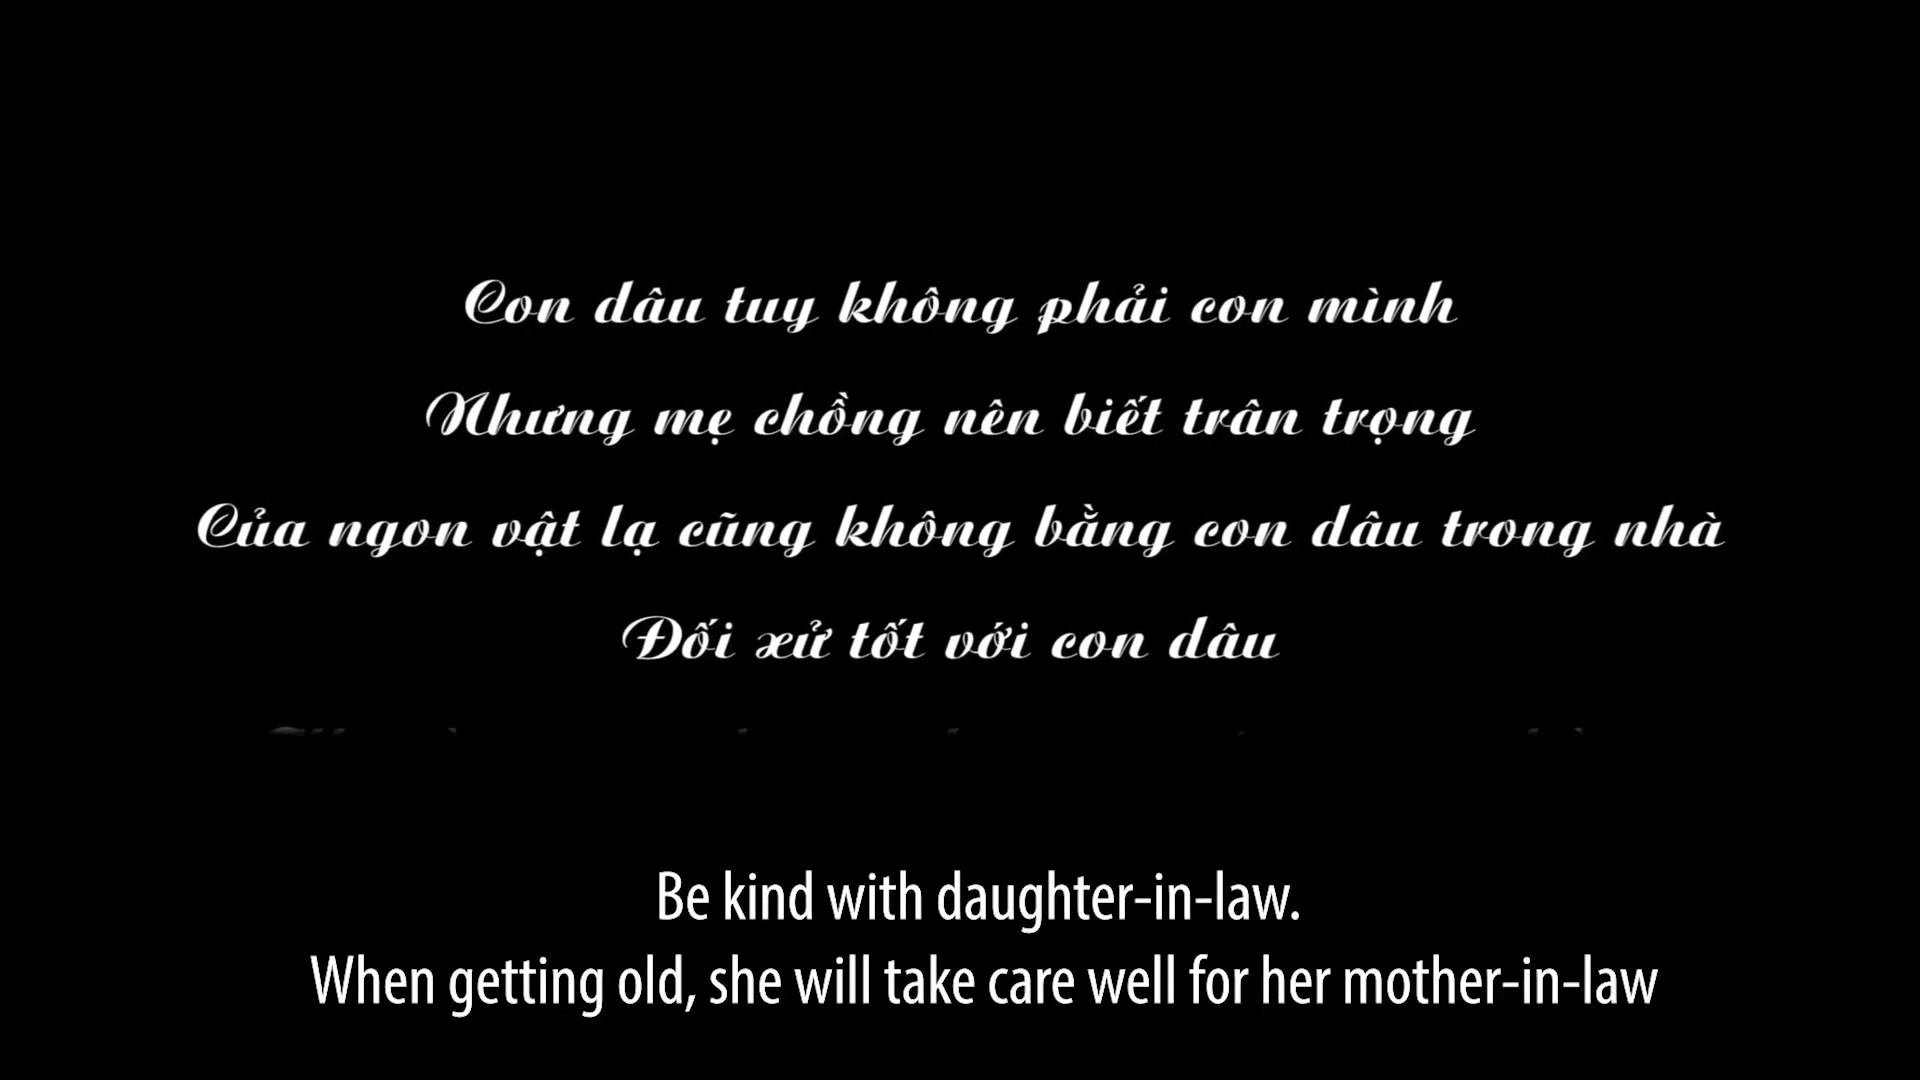 Con dâu tuy không phải con mình
Nhưng mẹ chồng nên biết trân trọng
Của ngon vật lạ cũng không bằng con dâu trong nhà
Đối xử tốt với con dâu
Be kind with daughter-in-law.
When getting old, she will take care well for her mother-in-law